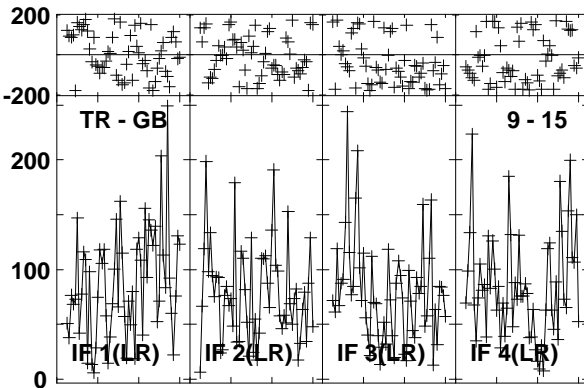 200
-200
TR - GB
9 - 15
200
100
0
IF 1(LR)
IF 2(LR)
IF 3(LR)
IF 4(LR)